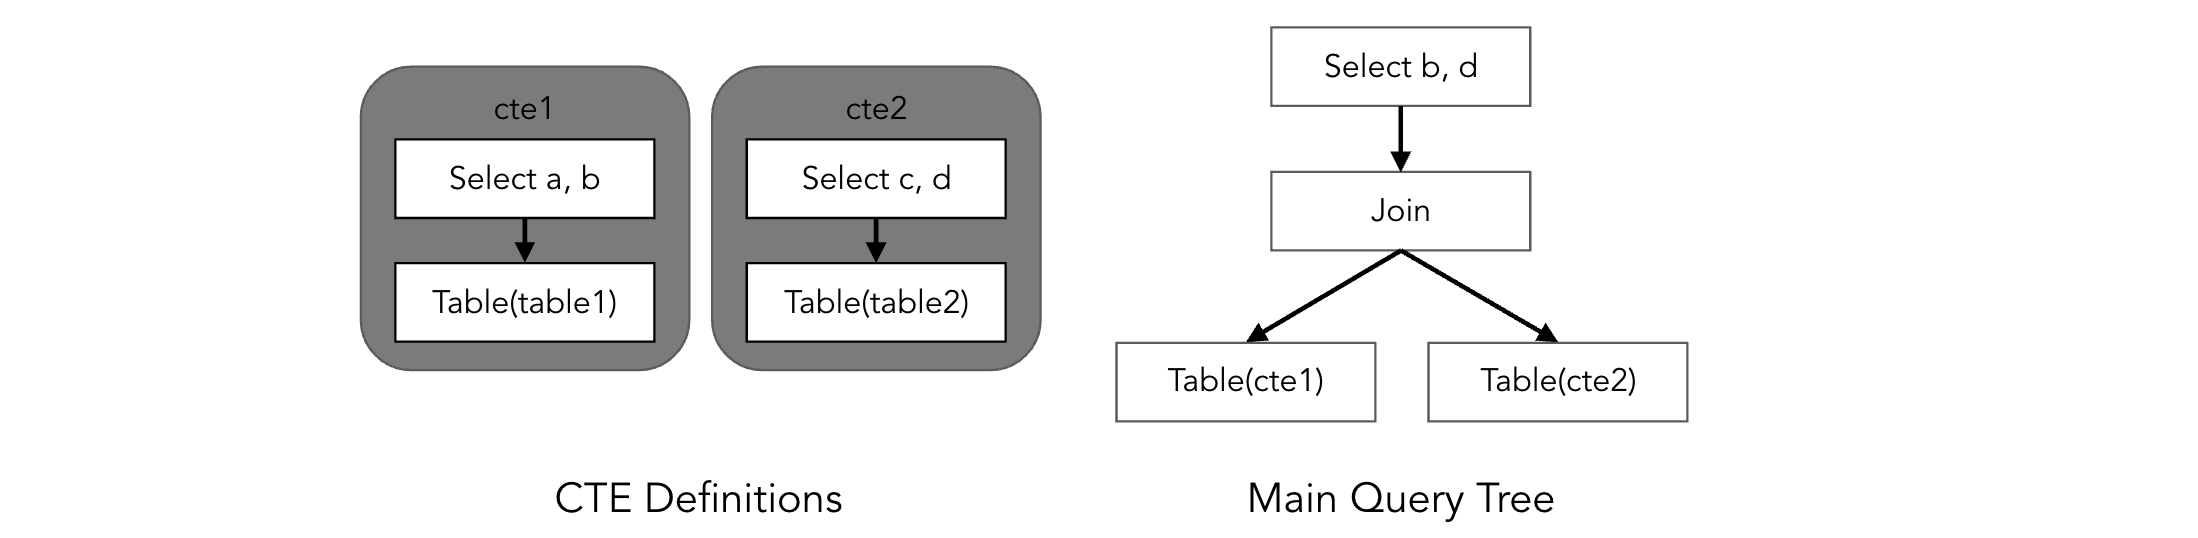 cte1
Select a, b
Table(table1)
cte2
Select c, d
Table(table2)
CTE Definitions
Select b, d
Join
Table(cte1)
Table(cte2)
Main Query Tree